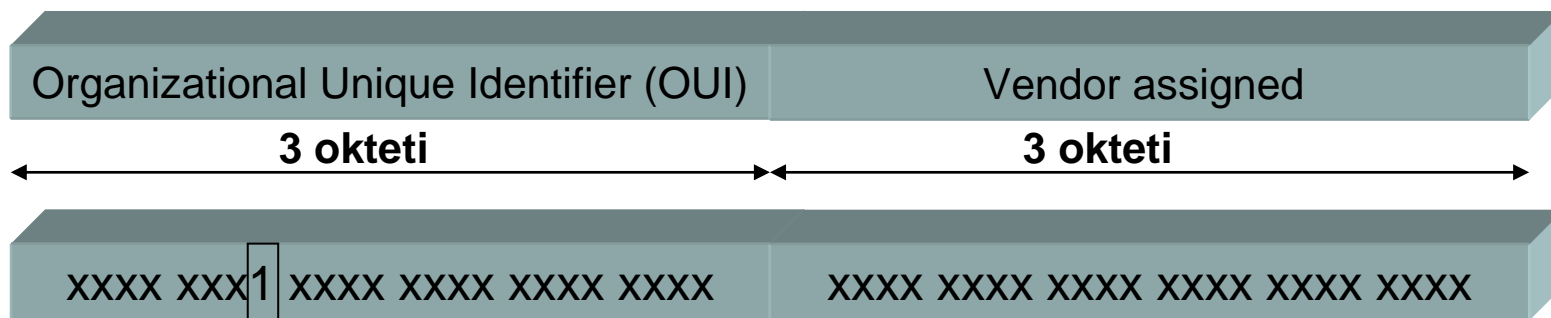 Organizational Unique Identifier (OUI) Vendor assigned
3 okteti 3 okteti
xxxx xxx1 xxxx xxxx xxxx xxxx xxxx xxxx xxxx xxxx xxxx xxxx